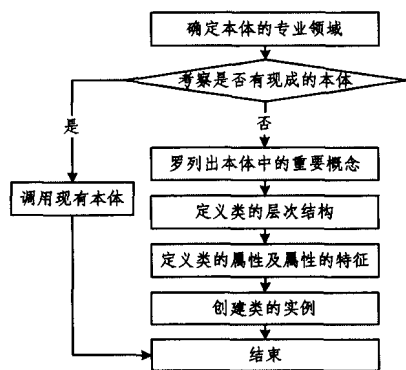 确定本体的专业领域
考察是否有现成的本体
是
否
罗列出本体中的重要概念
调用现有本体
定义类的层次结构
定义类的属性及属性的特征
创建类的实例
结束